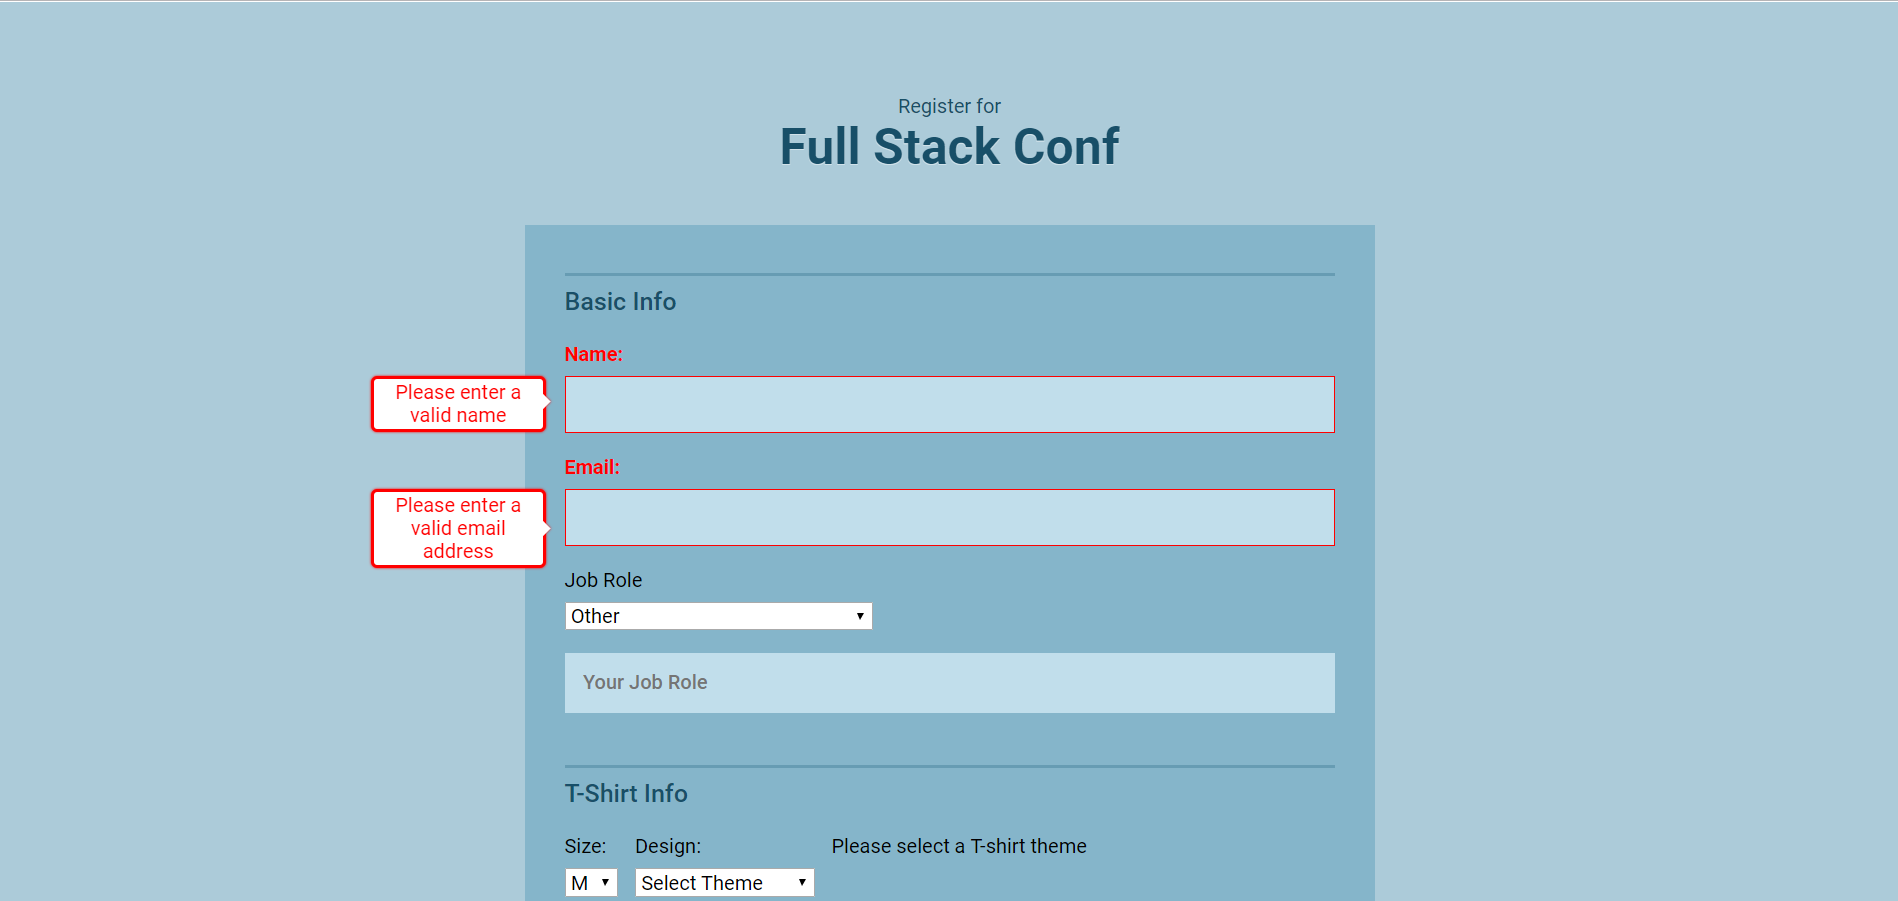 Register for
Full Stack Conf
Basic Info
Name:
Please enter a
valid name
Email:
Please enter a
valid email
address
Job Role
Other
Your Job Role
T-Shirt Info
Size: Design: Please select a T-shirt theme
M Select Theme